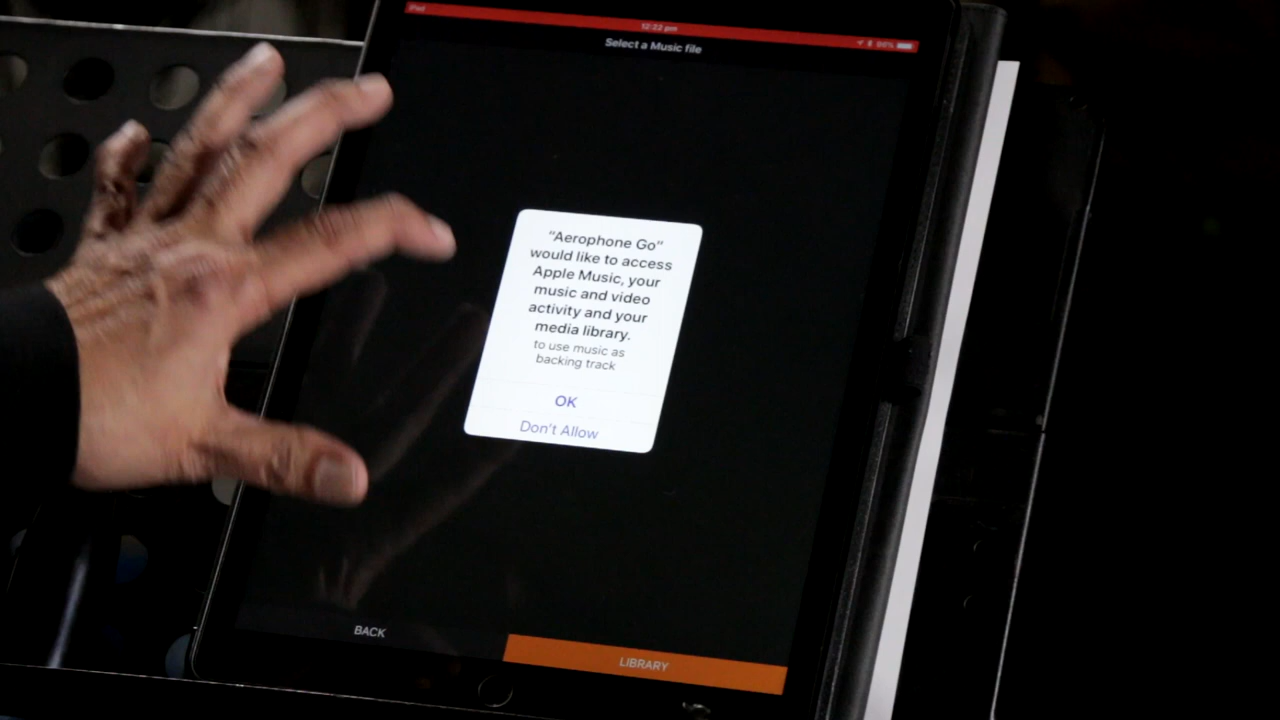 iPad
12:22 pm
Select a Music file
“Aerophone Go”
would like to access
Apple Music, your
music and video
activity and your
media library.
to use music as
backing track
OK
Don't Allow
BACK
LIBRARY